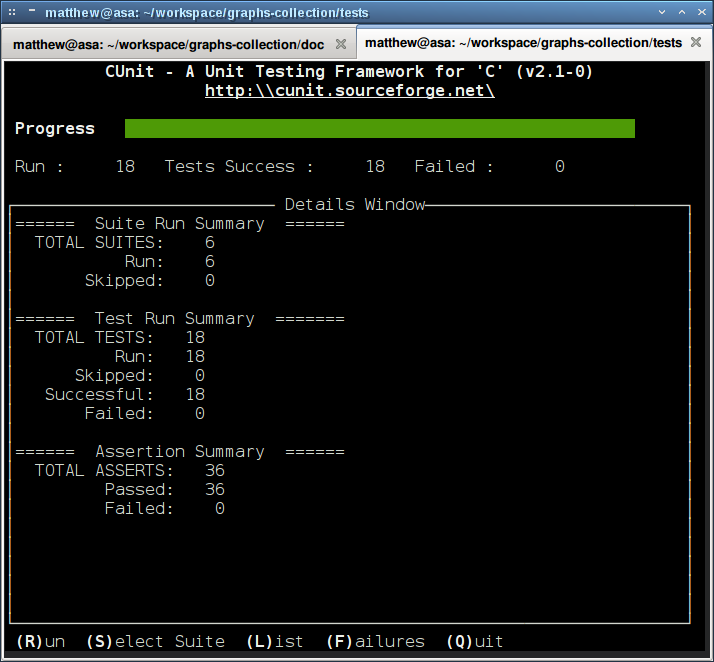 matthew@asa: ~/workspace/graphs-collection/tests
matthew@asa: ~/workspace/graphs-collection/doc
matthew@asa: ~/workspace/graphs-collection/tests
CUnit - A Unit Testing Framework for 'C' (v2.1-0)
http:\\cunit.sourceforge.net\
Progress
Run :     18   Tests Success :     18   Failed :      0
Details Window
======  Suite Run Summary  ======
TOTAL SUITES:    6
Run:    6
Skipped:    0
======  Test Run Summary  =======
TOTAL TESTS:   18
Run:   18
Skipped:    0
Successful:   18
Failed:    0
======  Assertion Summary  ======
TOTAL ASSERTS:   36
Passed:   36
Failed:    0
(R)un  (S)elect Suite  (L)ist  (F)ailures  (Q)uit